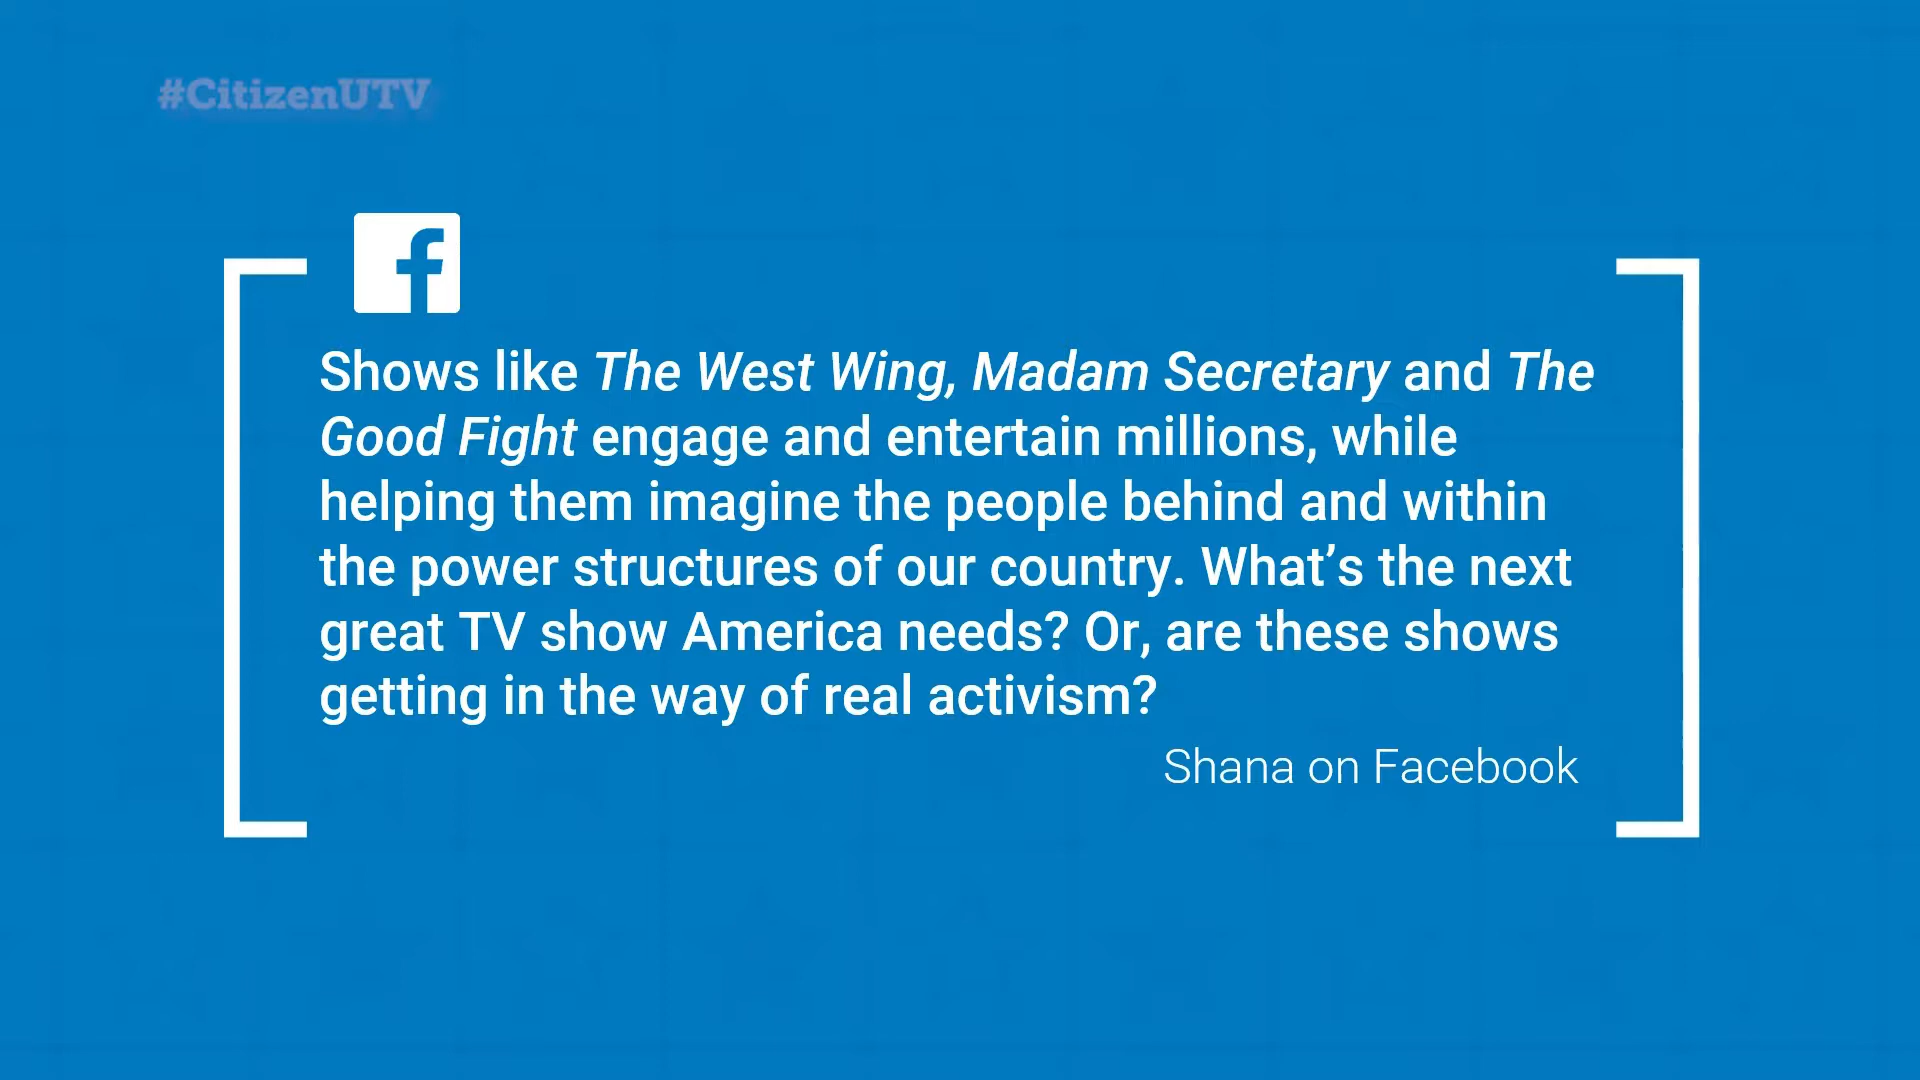 #CitizenUTV
f
Shows like The West Wing, Madam Secretary and The
Good Fight engage and entertain millions, while
helping them imagine the people behind and within
the power structures of our country. What’s the next
great TV show America needs? Or, are these shows
getting in the way of real activism?
Shana on Facebook